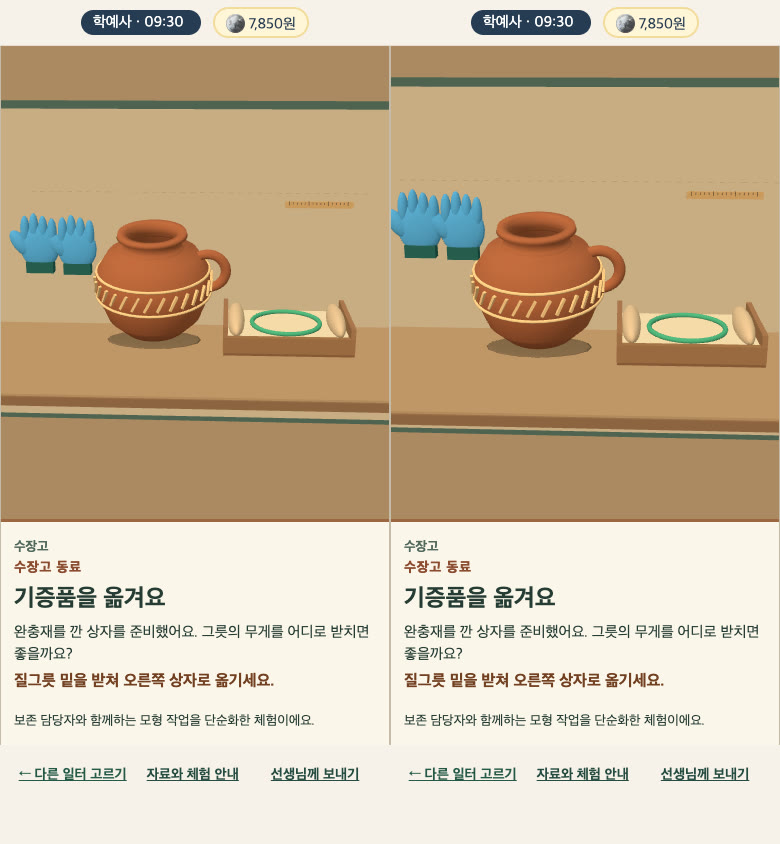 학예사 · 09:30
7,850원
수장고
수장고 동료
기증품을 옮겨요
완충재를 깐 상자를 준비했어요. 그릇의 무게를 어디로 받치면
좋을까요?
질그릇 밑을 받쳐 오른쪽 상자로 옮기세요.
보존 담당자와 함께하는 모형 작업을 단순화한 체험이에요.
← 다른 일터 고르기
자료와 체험 안내
선생님께 보내기
학예사 · 09:30
7,850원
수장고
수장고 동료
기증품을 옮겨요
완충재를 깐 상자를 준비했어요. 그릇의 무게를 어디로 받치면
좋을까요?
질그릇 밑을 받쳐 오른쪽 상자로 옮기세요.
보존 담당자와 함께하는 모형 작업을 단순화한 체험이에요.
← 다른 일터 고르기
자료와 체험 안내
선생님께 보내기